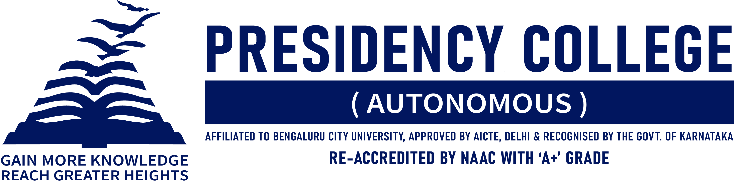 PRESIDENCY COLLEGE
( AUTONOMOUS )
AFFILIATED TO BENGALURU CITY UNIVERSITY, APPROVED BY AICTE, DELHI & RECOGNISED BY THE GOVT. OF KARNATAKA
RE-ACCREDITED BY NAAC WITH ‘A+’ GRADE
GAIN MORE KNOWLEDGE
REACH GREATER HEIGHTS